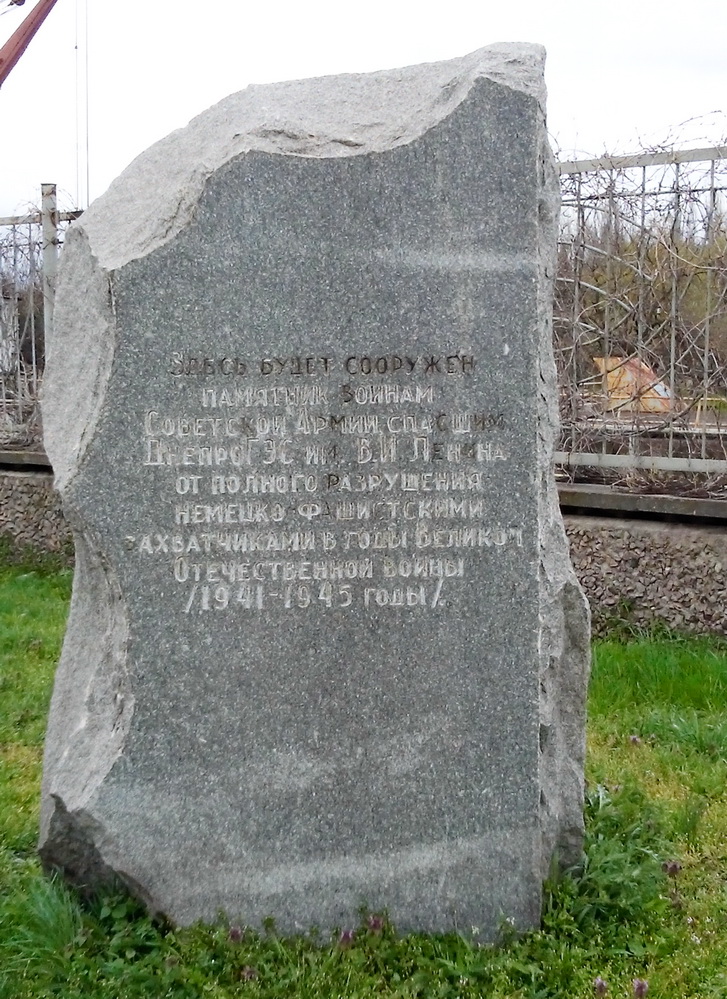 Здесь будет сооружен
памятник воинам
Советской Армии спасшим
ДнепроГЭС им. В.И. Ленина
от полного разрушения
немецко-фашистскими
захватчиками в годы Великой
Отечественной войны
/1941-1945 годы/.